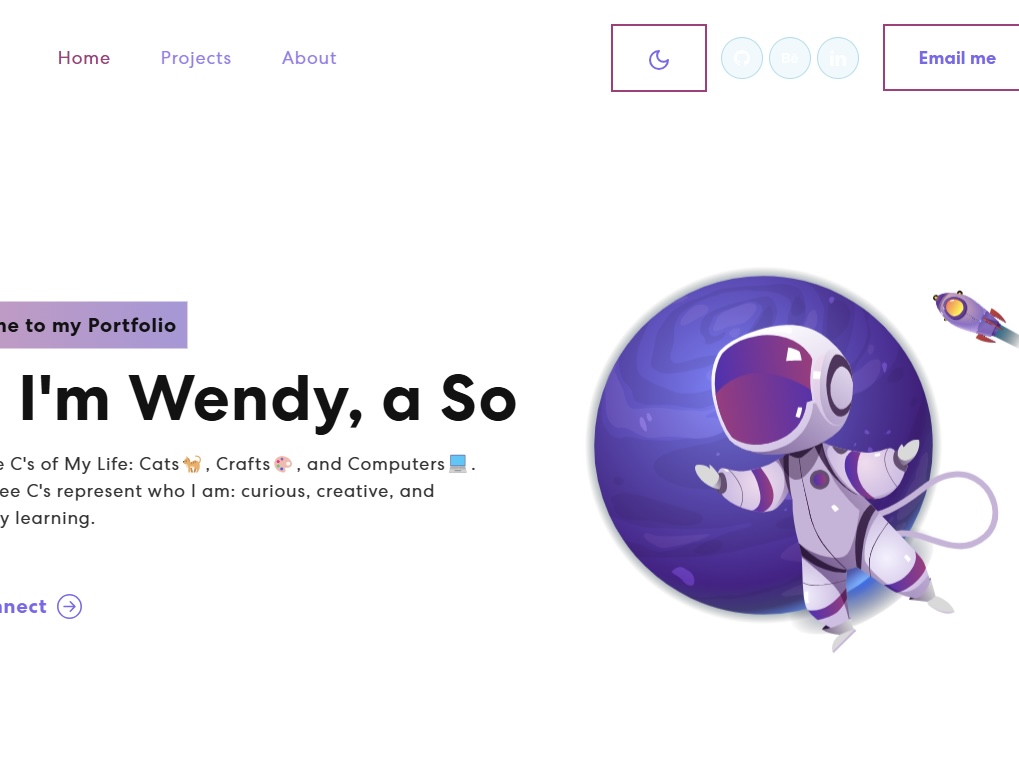 Home Projects About Be in Email me
me to my Portfolio
I'm Wendy, a So
C's of My Life: Cats🐈, Crafts🎨, and Computers💻.
ee C's represent who I am: curious, creative, and
y learning.
nnect